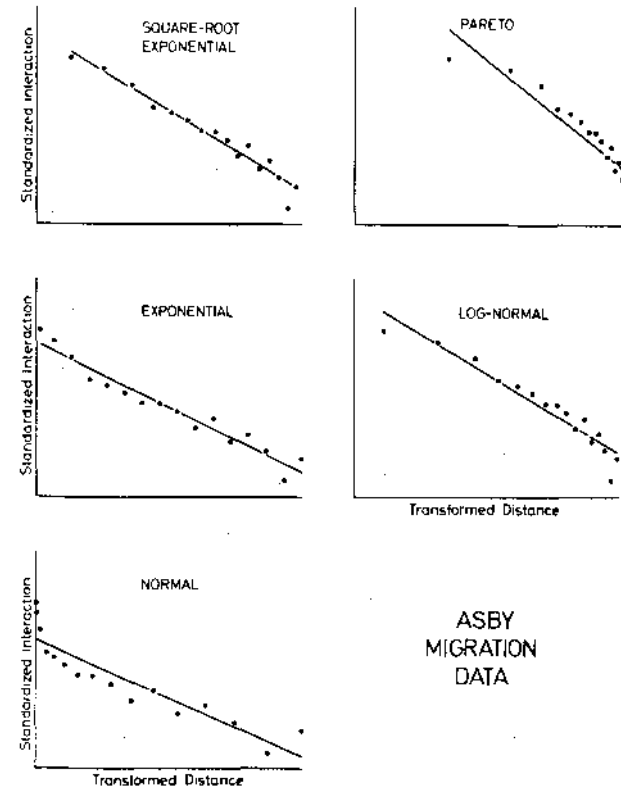 SQUARE-ROOT
EXPONENTIAL
Standardized Interaction
PARETO
EXPONENTIAL
Standardized Interaction
LOG-NORMAL
Transformed Distance
NORMAL
Standardized Interaction
Transformed Distance
ASBY
MIGRATION
DATA